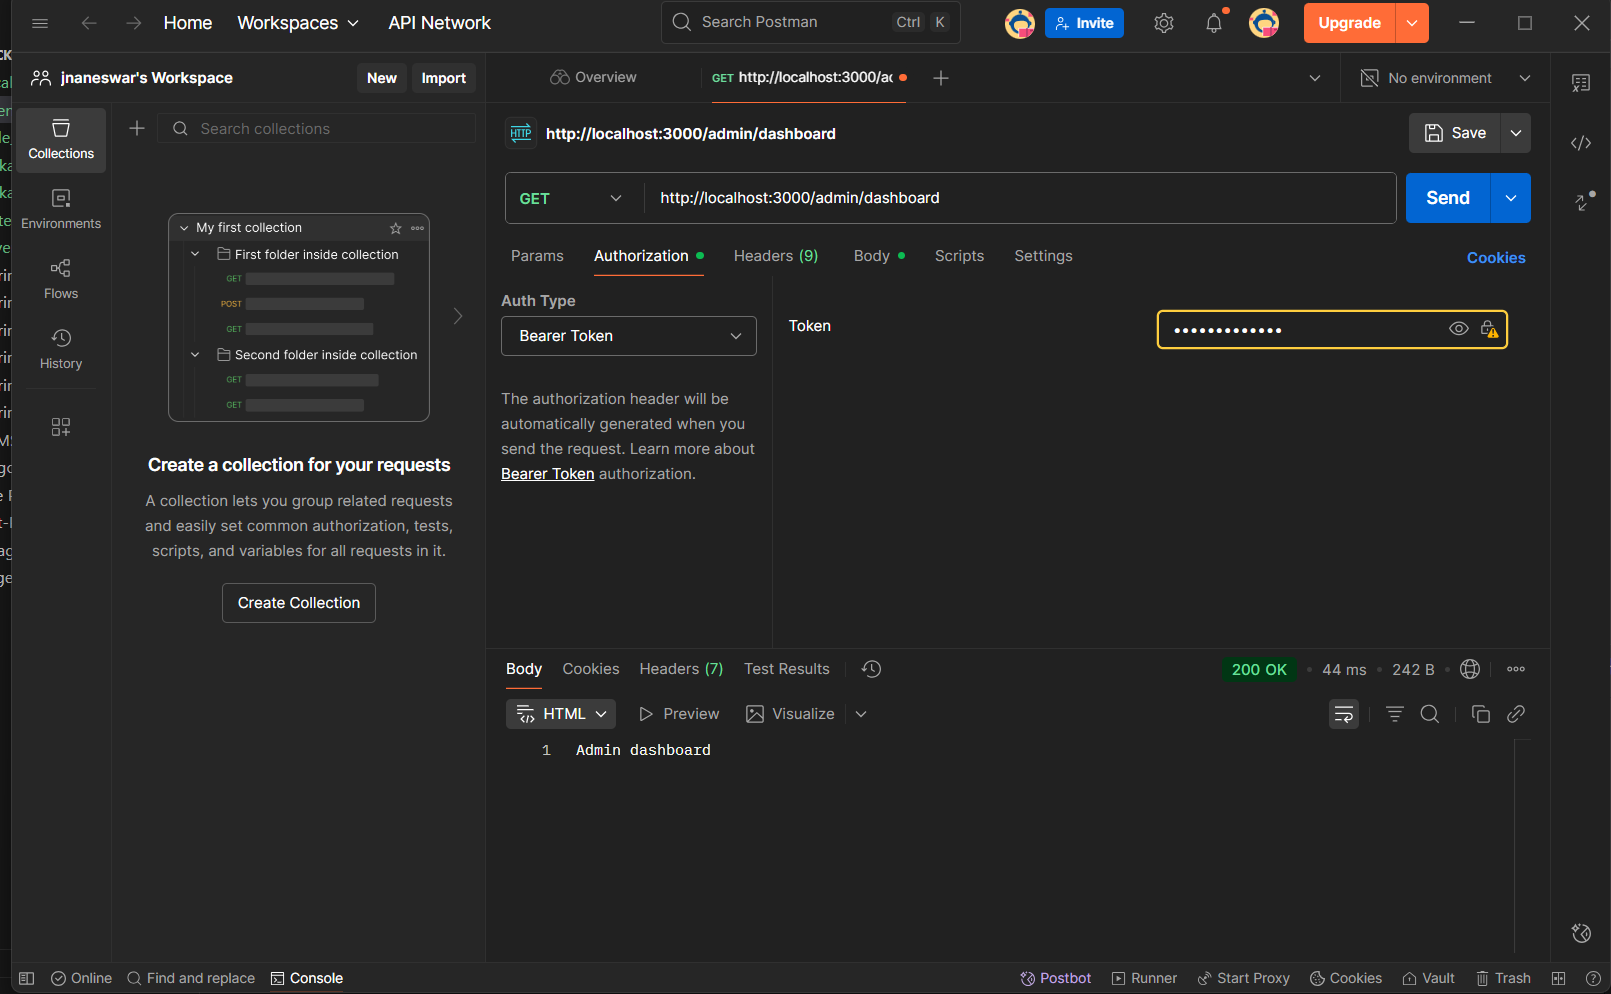 Home
Workspaces
API Network
Search Postman
Ctrl
K
Invite
Upgrade
jnaneswar's Workspace
New
Import
Overview
GET http://localhost:3000/ac
No environment
Collections
Environments
Flows
History
Search collections
My first collection
First folder inside collection
GET
POST
GET
Second folder inside collection
GET
GET
Create a collection for your requests
A collection lets you group related requests
and easily set common authorization, tests,
scripts, and variables for all requests in it.
Create Collection
HTTP
http://localhost:3000/admin/dashboard
Save
GET
http://localhost:3000/admin/dashboard
Send
Params
Authorization
Headers (9)
Body
Scripts
Settings
Cookies
Auth Type
Bearer Token
The authorization header will be
automatically generated when you
send the request. Learn more about
Bearer Token authorization.
Token
•••••••••••••
Body
Cookies
Headers (7)
Test Results
200 OK
44 ms
242 B
HTML
Preview
Visualize
1 Admin dashboard
Online
Find and replace
Console
Postbot
Runner
Start Proxy
Cookies
Vault
Trash